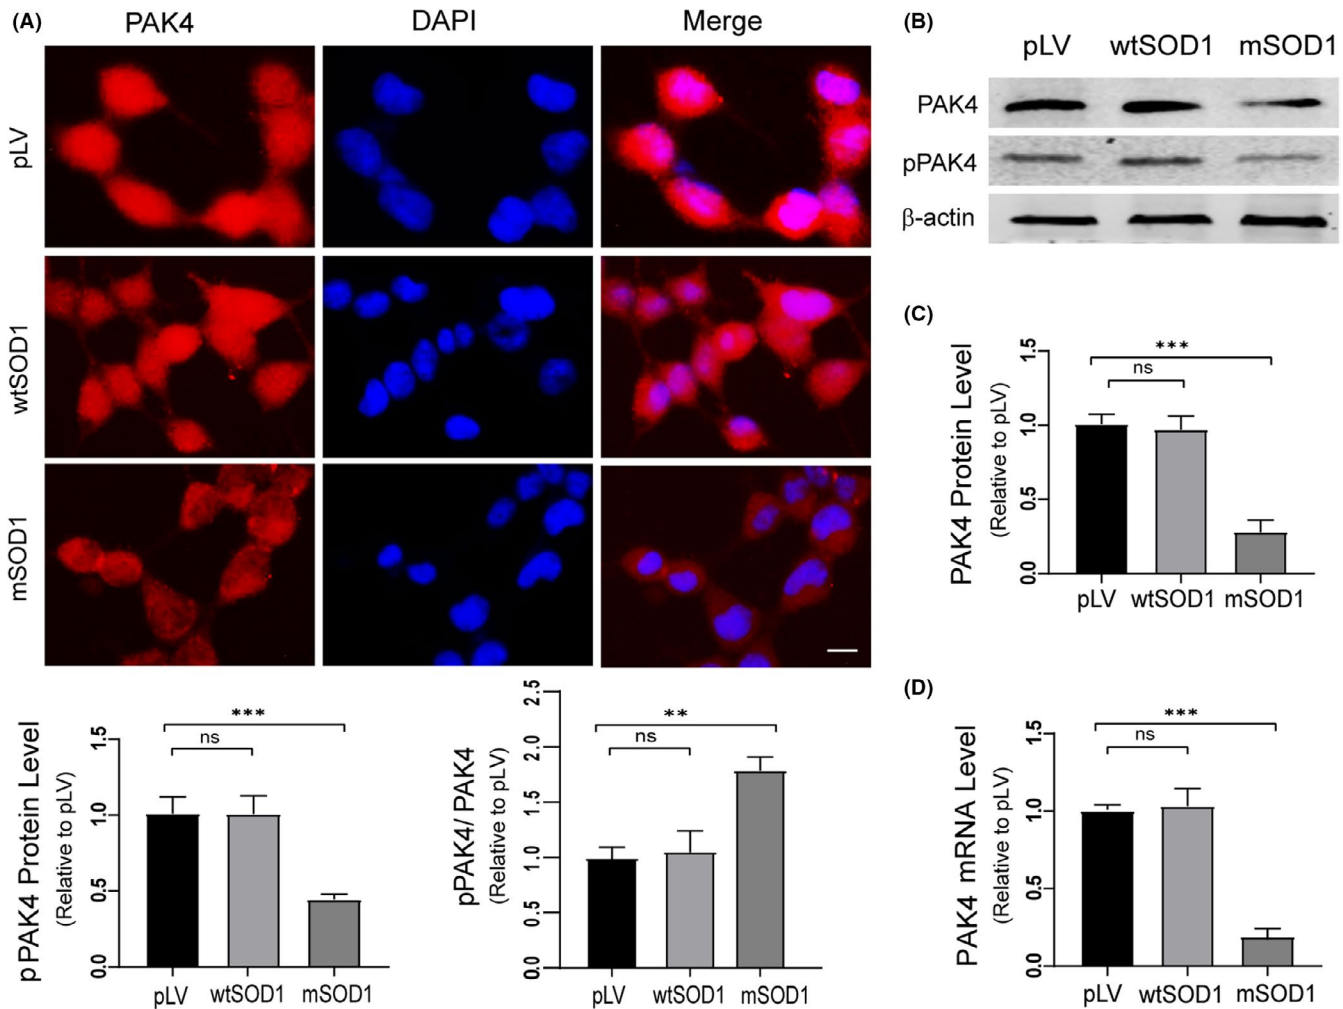 (A) PAK4 DAPI Merge
pLV
wtSOD1
mSOD1
(B) pLV wtSOD1 mSOD1
PAK4
pPAK4
β-actin
(C)
PAK4 Protein Level
(Relative to pLV)
1.5
1.0
0.5
0.0
***
ns
pLV wtSOD1 mSOD1
pPAK4 Protein Level
(Relative to pLV)
1.5
1.0
0.5
0.0
***
ns
pLV wtSOD1 mSOD1
pPAK4/ PAK4
(Relative to pLV)
2.5
2.0
1.5
1.0
0.5
0.0
**
ns
pLV wtSOD1 mSOD1
(D)
PAK4 mRNA Level
(Relative to pLV)
1.5
1.0
0.5
0.0
***
ns
pLV wtSOD1 mSOD1